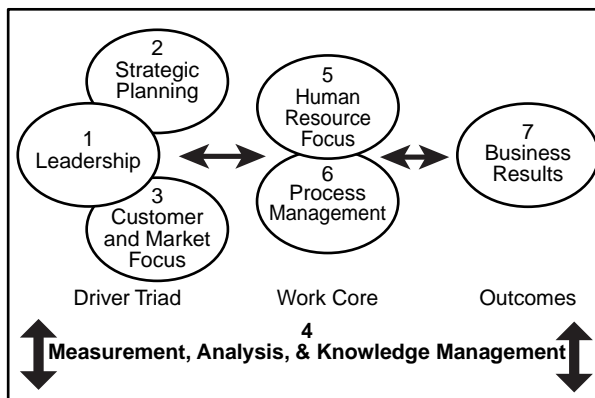 2
Strategic
Planning
1
Leadership
3
Customer
and Market
Focus
5
Human
Resource
Focus
6
Process
Management
7
Business
Results
Driver Triad
Work Core
Outcomes
4
Measurement, Analysis, & Knowledge Management